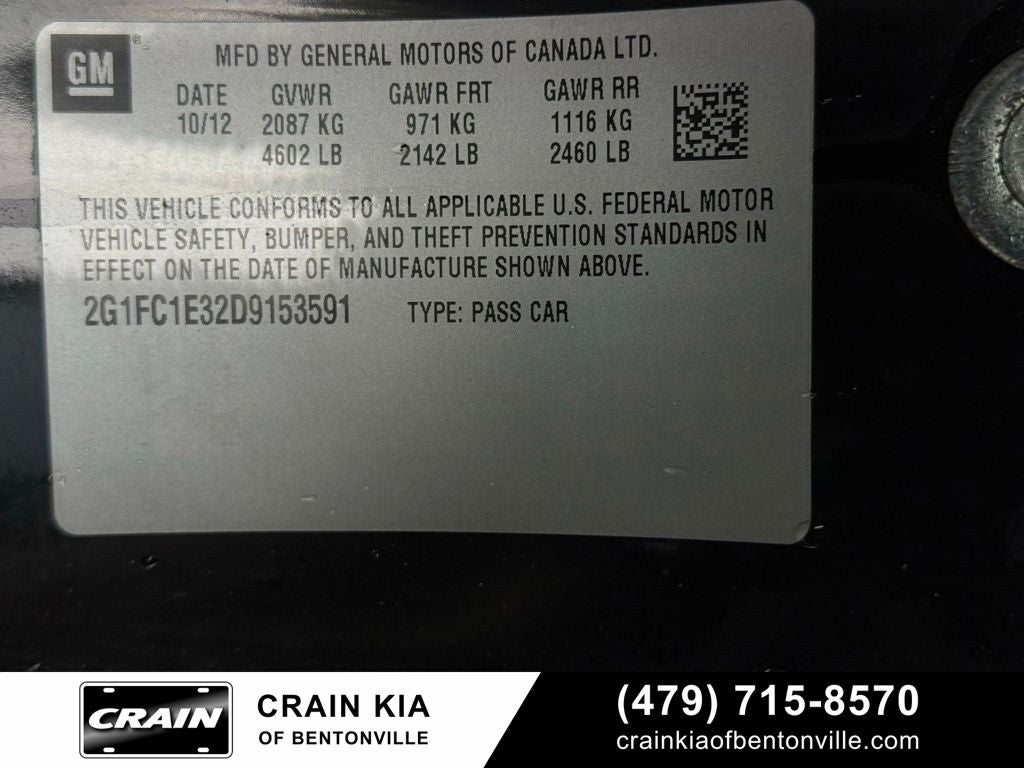 GM
MFD BY GENERAL MOTORS OF CANADA LTD.
DATE GVWR GAWR FRT GAWR RR
10/12 2087 KG 971 KG 1116 KG
4602 LB 2142 LB 2460 LB
THIS VEHICLE CONFORMS TO ALL APPLICABLE U.S. FEDERAL MOTOR
VEHICLE SAFETY, BUMPER, AND THEFT PREVENTION STANDARDS IN
EFFECT ON THE DATE OF MANUFACTURE SHOWN ABOVE.
2G1FC1E32D9153591 TYPE: PASS CAR
CRAIN
CRAIN KIA
OF BENTONVILLE
(479) 715-8570
crainkiaofbentonville.com